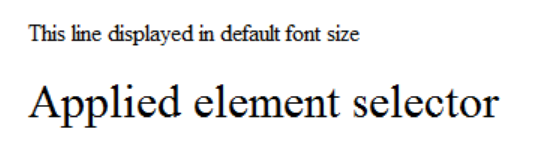 This line displayed in default font size
Applied element selector